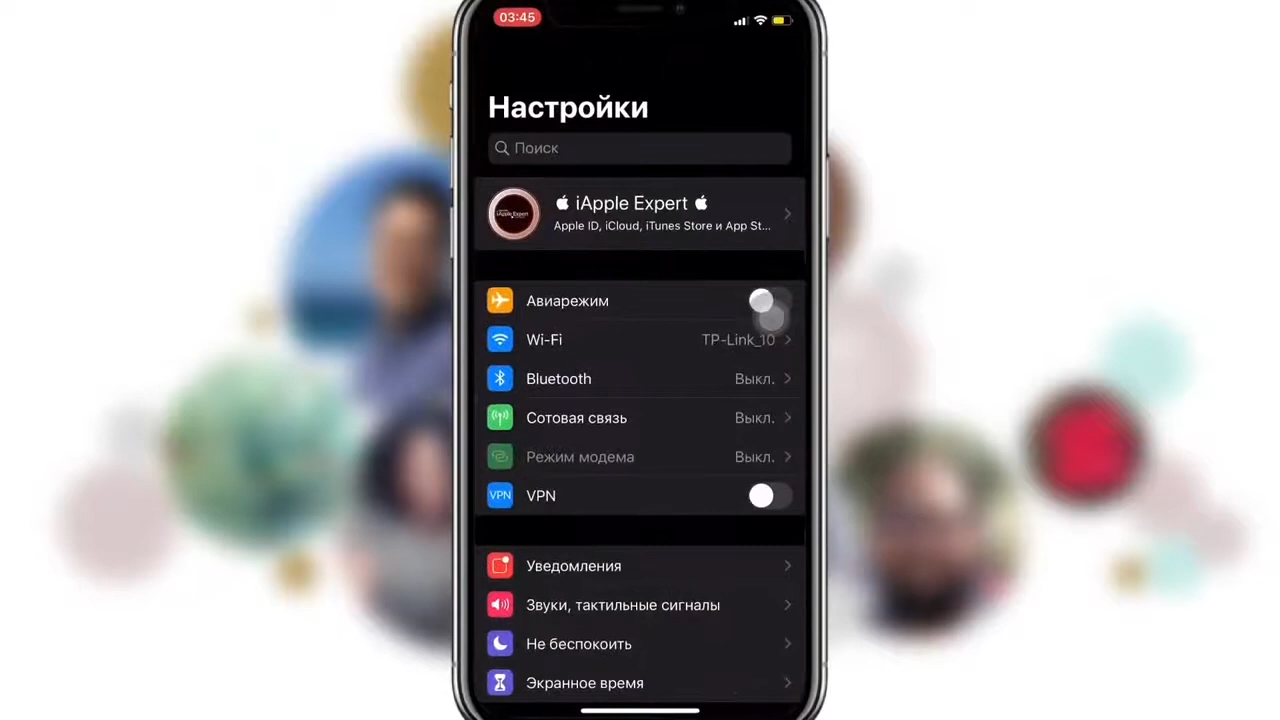 03:45
Настройки
Поиск
iApple Expert
Apple ID, iCloud, iTunes Store и App St...
Авиарежим
Wi-Fi TP-Link_10
Bluetooth Выкл.
Сотовая связь Выкл.
Режим модема Выкл.
VPN VPN
Уведомления
Звуки, тактильные сигналы
Не беспокоить
Экранное время